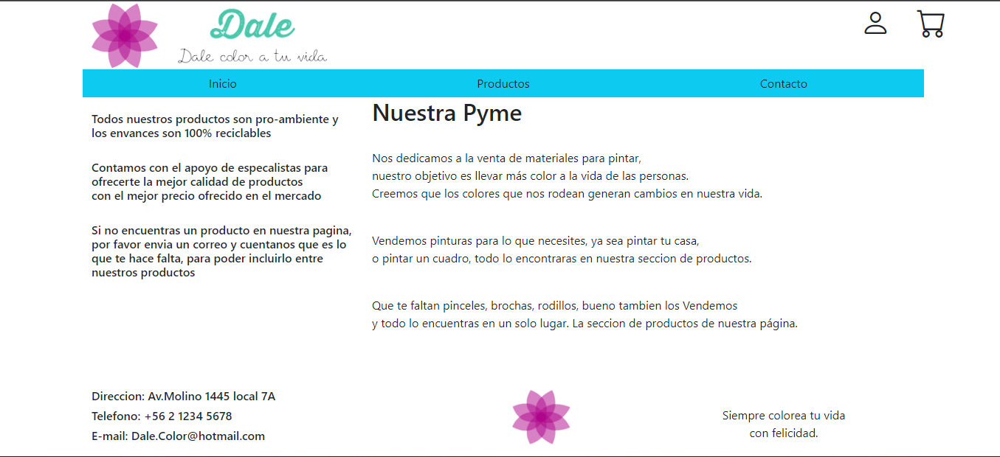 Dale
Dale color a tu vida
Inicio
Productos
Contacto
Todos nuestros productos son pro-ambiente y
los envances son 100% reciclables
Contamos con el apoyo de especalistas para
ofrecerte la mejor calidad de productos
con el mejor precio ofrecido en el mercado
Si no encuentras un producto en nuestra pagina,
por favor envia un correo y cuentanos que es lo
que te hace falta, para poder incluirlo entre
nuestros productos
Nuestra Pyme
Nos dedicamos a la venta de materiales para pintar,
nuestro objetivo es llevar más color a la vida de las personas.
Creemos que los colores que nos rodean generan cambios en nuestra vida.
Vendemos pinturas para lo que necesites, ya sea pintar tu casa,
o pintar un cuadro, todo lo encontraras en nuestra seccion de productos.
Que te faltan pinceles, brochas, rodillos, bueno tambien los Vendemos
y todo lo encuentras en un solo lugar. La seccion de productos de nuestra página.
Direccion: Av.Molino 1445 local 7A
Telefono: +56 2 1234 5678
E-mail: Dale.Color@hotmail.com
Siempre colorea tu vida
con felicidad.